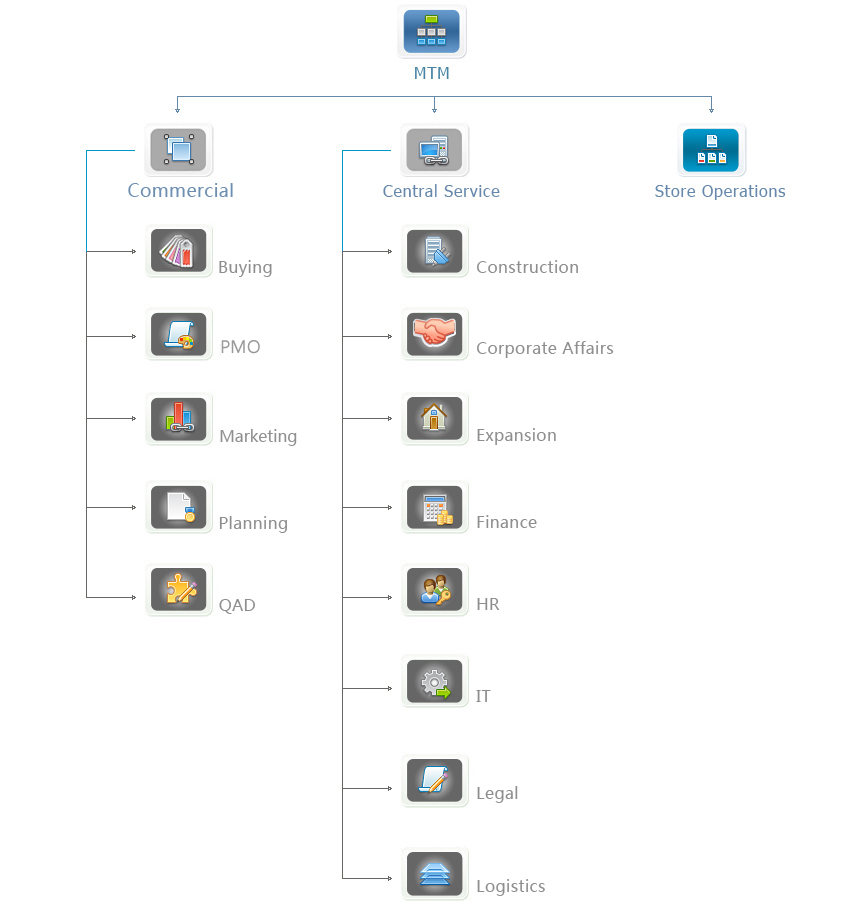 MTM
Commercial
Central Service
Store Operations
Buying
Construction
PMO
Corporate Affairs
Marketing
Expansion
Planning
Finance
QAD
HR
IT
Legal
Logistics